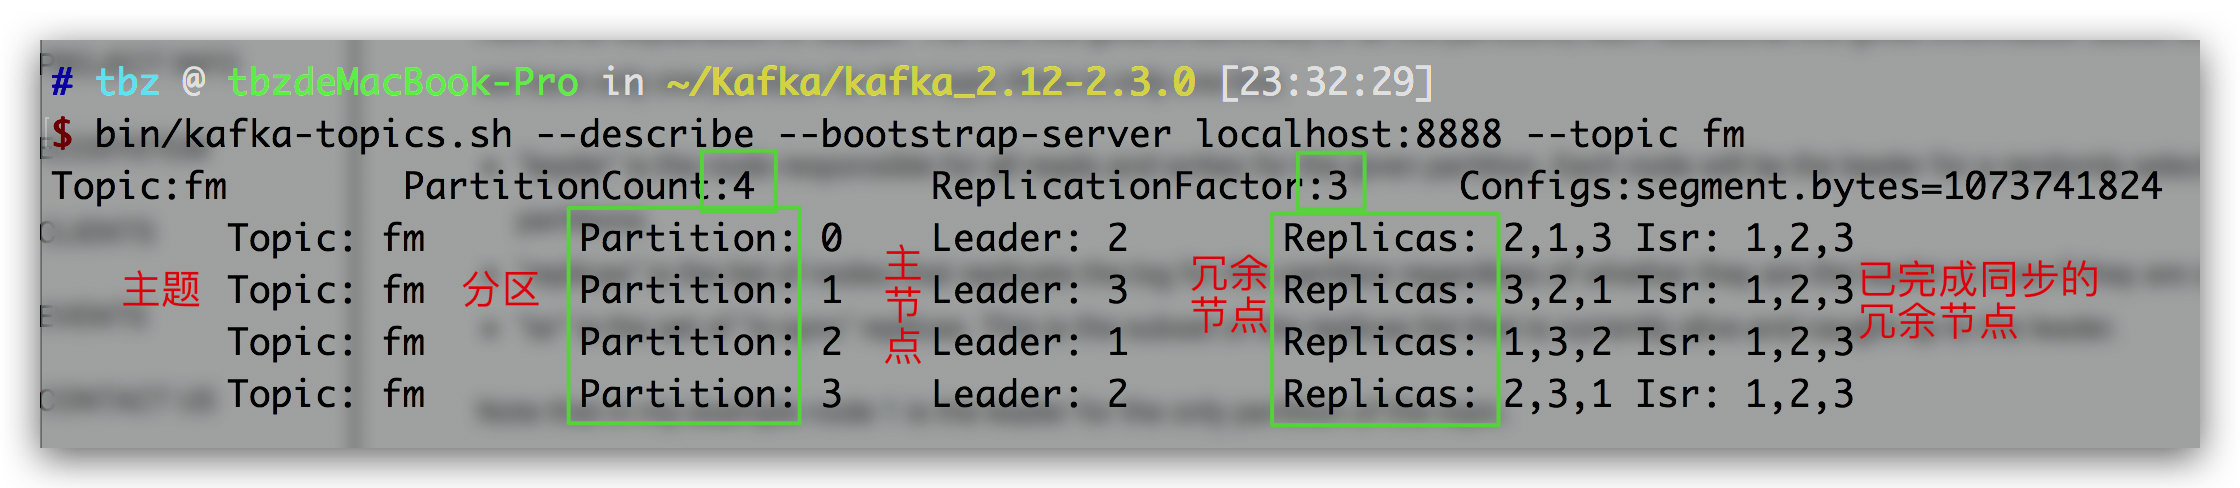 # tbz @ tbzdeMacBook-Pro in ~/Kafka/kafka_2.12-2.3.0 [23:32:29]
$ bin/kafka-topics.sh --describe --bootstrap-server localhost:8888 --topic fm
Topic:fm PartitionCount:4 ReplicationFactor:3 Configs:segment.bytes=1073741824
Topic: fm Partition: 0 Leader: 2 Replicas: 2,1,3 Isr: 1,2,3
Topic: fm Partition: 1 Leader: 3 Replicas: 3,2,1 Isr: 1,2,3
Topic: fm Partition: 2 Leader: 1 Replicas: 1,3,2 Isr: 1,2,3
Topic: fm Partition: 3 Leader: 2 Replicas: 2,3,1 Isr: 1,2,3
主题
分区
主节点
冗余
节点
已完成同步的
冗余节点